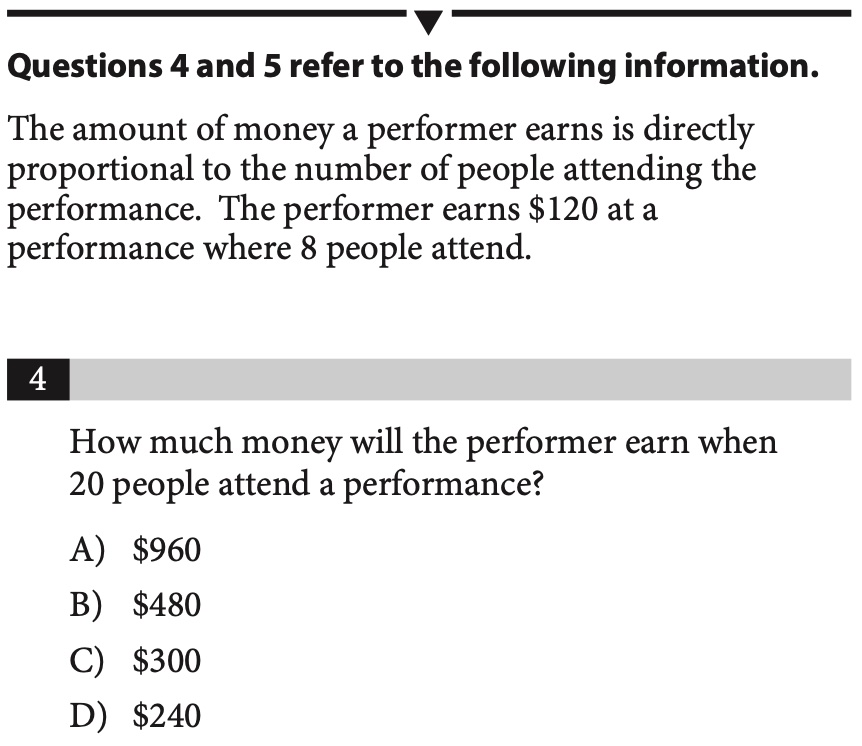 Questions 4 and 5 refer to the following information.
The amount of money a performer earns is directly
proportional to the number of people attending the
performance. The performer earns $120 at a
performance where 8 people attend.
4
How much money will the performer earn when
20 people attend a performance?
A) $960
B) $480
C) $300
D) $240